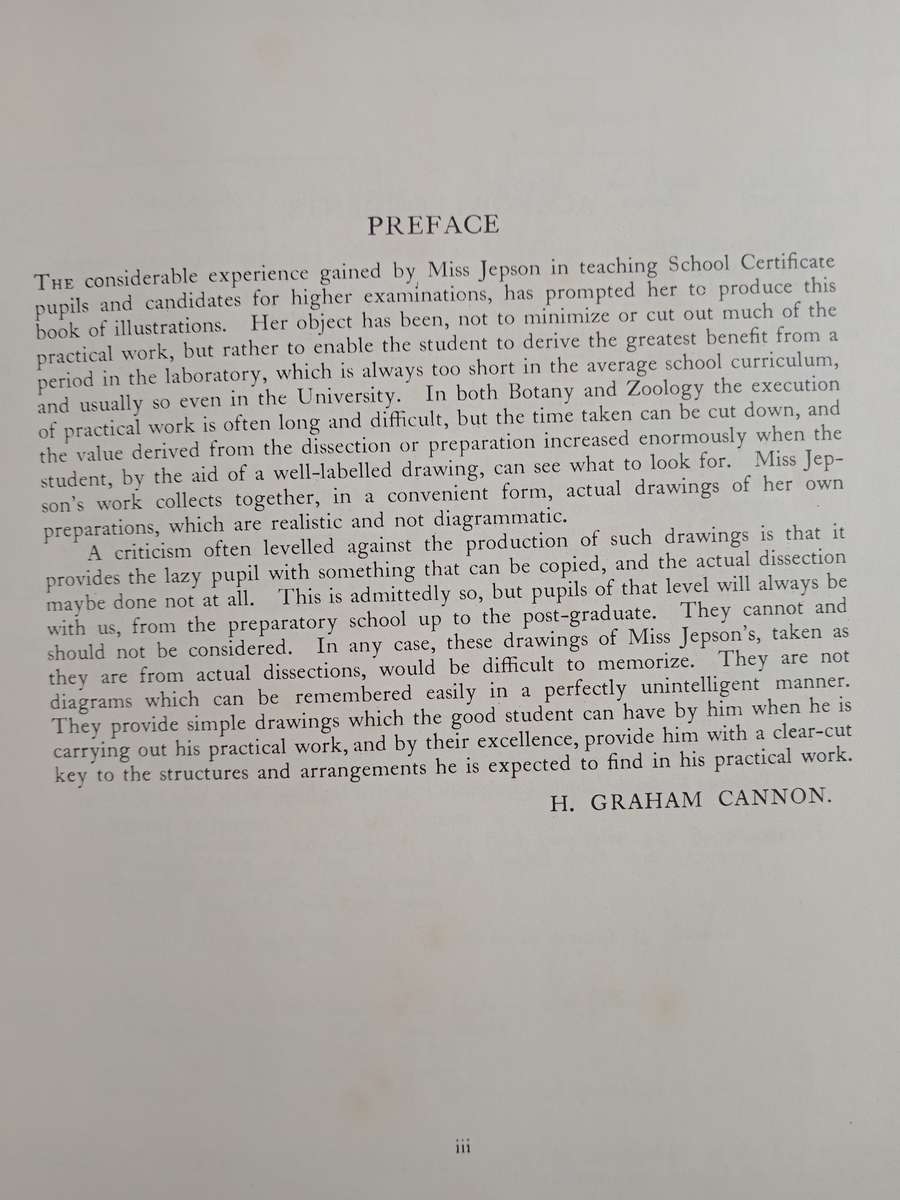 PREFACE
THE considerable experience gained by Miss Jepson in teaching School Certificate
pupils and candidates for higher examinations, has prompted her to produce this
book of illustrations. Her object has been, not to minimize or cut out much of the
practical work, but rather to enable the student to derive the greatest benefit from a
period in the laboratory, which is always too short in the average school curriculum,
and usually so even in the University. In both Botany and Zoology the execution
of practical work is often long and difficult, but the time taken can be cut down, and
the value derived from the dissection or preparation increased enormously when the
student, by the aid of a well-labelled drawing, can see what to look for. Miss Jep-
son's work collects together, in a convenient form, actual drawings of her own
preparations, which are realistic and not diagrammatic.
A criticism often levelled against the production of such drawings is that it
provides the lazy pupil with something that can be copied, and the actual dissection
maybe done not at all. This is admittedly so, but pupils of that level will always be
with us, from the preparatory school up to the post-graduate. They cannot and
should not be considered. In any case, these drawings of Miss Jepson's, taken as
they are from actual dissections, would be difficult to memorize. They are not
diagrams which can be remembered easily in a perfectly unintelligent manner.
They provide simple drawings which the good student can have by him when he is
carrying out his practical work, and by their excellence, provide him with a clear-cut
key to the structures and arrangements he is expected to find in his practical work.
H. GRAHAM CANNON.
iii